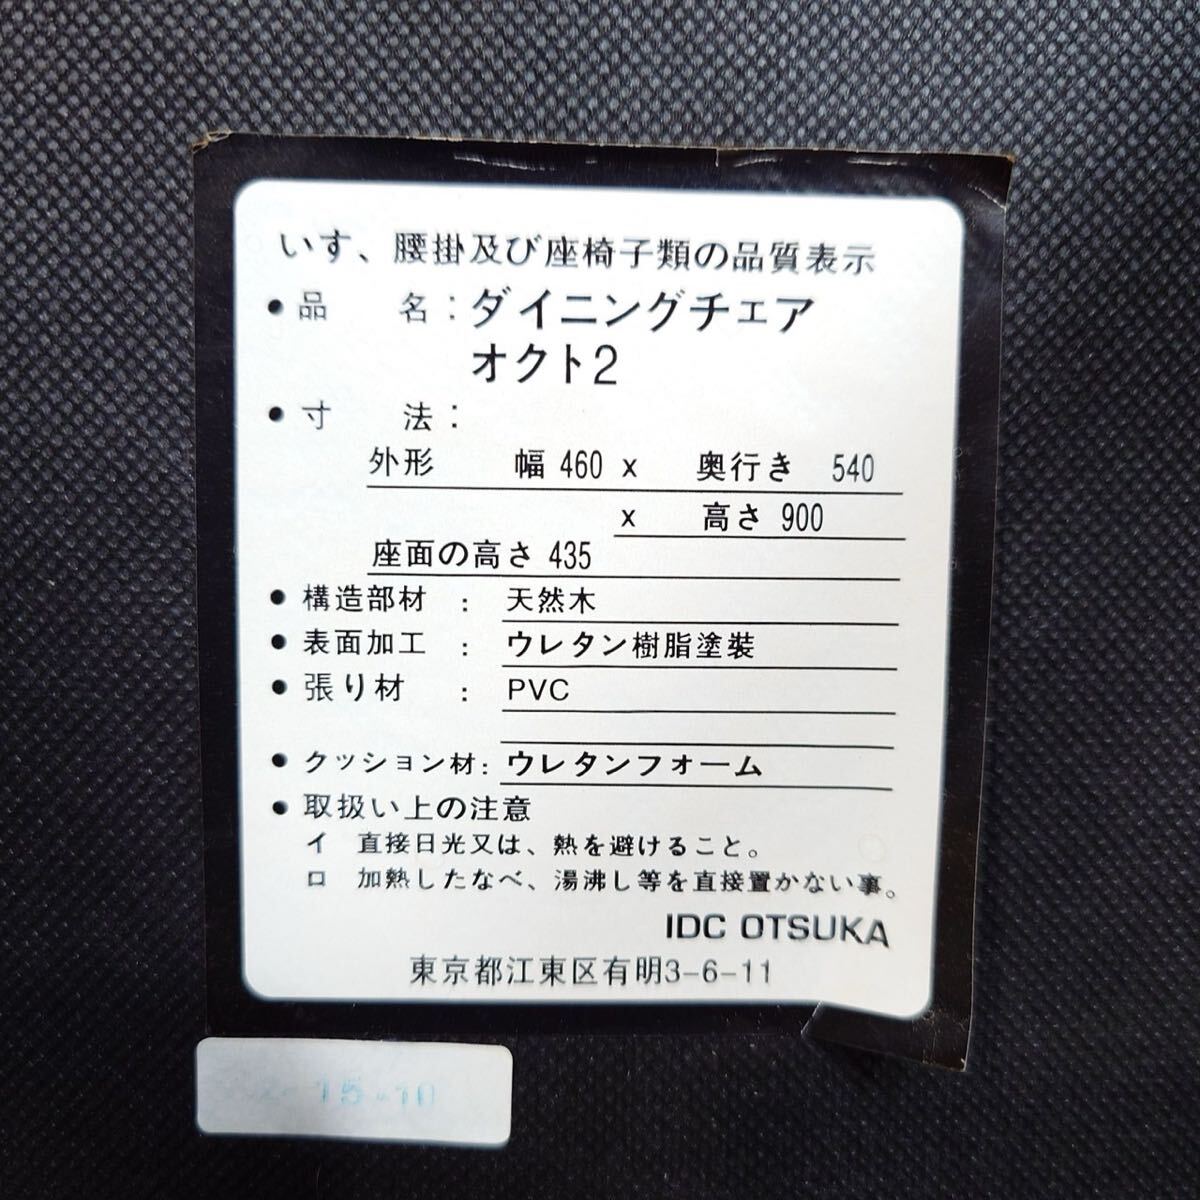 いす、腰掛及び座椅子類の品質表示
●品　名：ダイニングチェア
オクト2
●寸　法：
外形　幅 460 x 奥行き 540
x 高さ 900
座面の高さ 435
●構造部材：天然木
●表面加工：ウレタン樹脂塗装
●張り材：PVC
●クッション材：ウレタンフォーム
●取扱い上の注意
イ 直接日光又は、熱を避けること。
ロ 加熱したなべ、湯沸し等を直接置かない事。
IDC OTSUKA
東京都江東区有明3-6-11
15 10